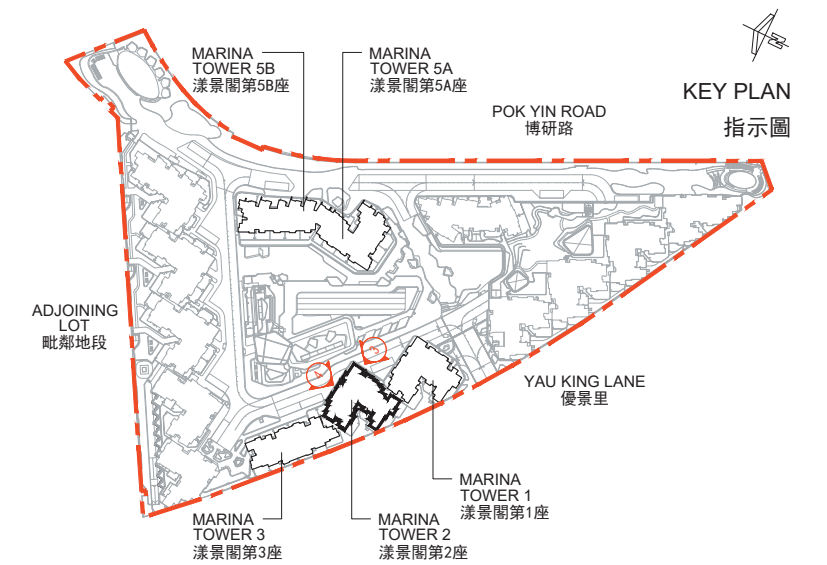 N
MARINA
TOWER 5B
漾景閣第5B座
MARINA
TOWER 5A
漾景閣第5A座
KEY PLAN
指示圖
POK YIN ROAD
博研路
ADJOINING
LOT
毗鄰地段
3
4
YAU KING LANE
優景里
MARINA
TOWER 1
漾景閣第1座
MARINA
TOWER 3
漾景閣第3座
MARINA
TOWER 2
漾景閣第2座